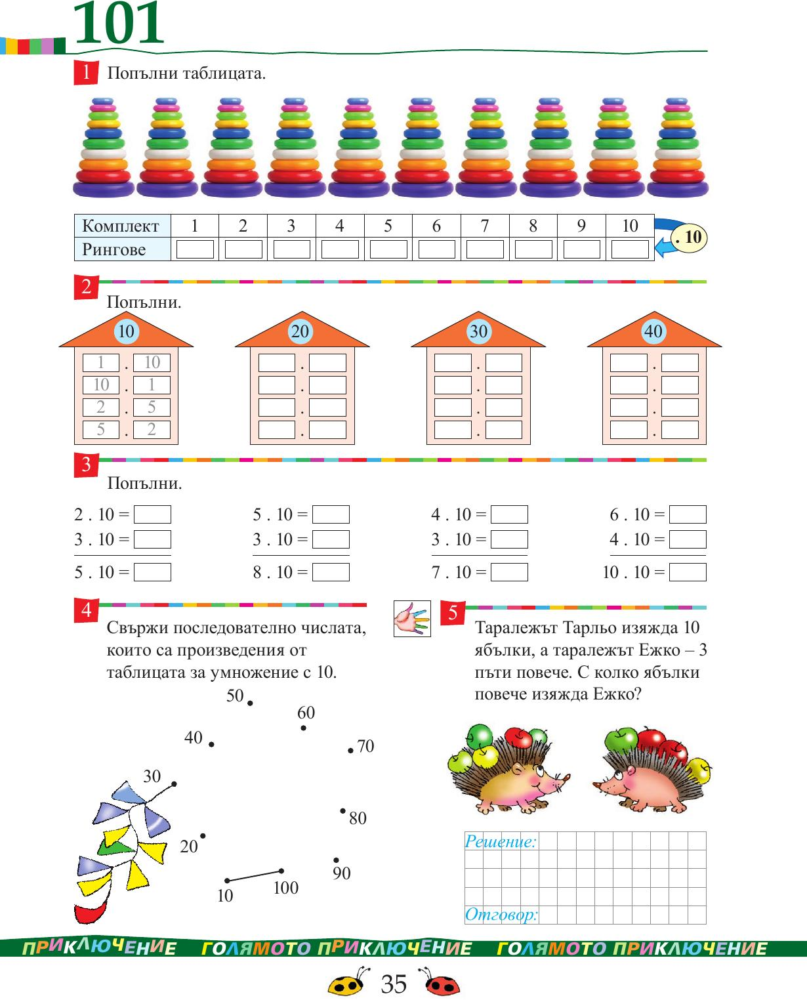 101
1 Попълни таблицата.
Комплект 1 2 3 4 5 6 7 8 9 10
Рингове
. 10
2
Попълни.
10 20 30 40
1 . 10 . . .
10 . 1 . . .
2 . 5 . . .
5 . 2 . . .
3
Попълни.
2 . 10 = 5 . 10 = 4 . 10 = 6 . 10 =
3 . 10 = 3 . 10 = 3 . 10 = 4 . 10 =
5 . 10 = 8 . 10 = 7 . 10 = 10 . 10 =
4
Свържи последователно числата,
които са произведения от
таблицата за умножение с 10.
50
60
40
70
30
80
20
90
10
100
5
Таралежът Тарльо изяжда 10
ябълки, а таралежът Ежко – 3
пъти повече. С колко ябълки
повече изяжда Ежко?
Решение:
Отговор:
ПРИКЛЮЧЕНИЕ ГОЛЯМОТО ПРИКЛЮЧЕНИЕ ГОЛЯМОТО ПРИКЛЮЧЕНИЕ
35